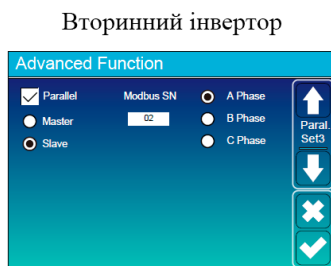 Вторинний інвертор
Advanced Function
Parallel Modbus SN A Phase
Master 02 B Phase
Slave C Phase
Paral.
Set3